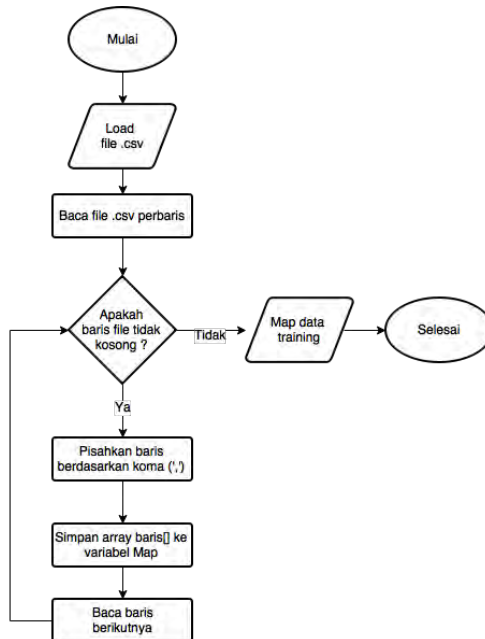 Mulai
Load
file .csv
Baca file .csv perbaris
Apakah
baris file tidak
kosong ?
Tidak
Map data
training
Selesai
Ya
Pisahkan baris
berdasarkan koma (',')
Simpan array baris[] ke
variabel Map
Baca baris
berikutnya